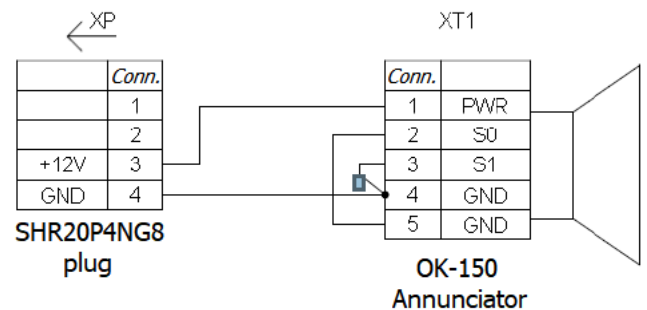 XP
XT1
Conn.
Conn.
1
1 PWR
2
2 S0
+12V 3
3 S1
GND 4
4 GND
5 GND
SHR20P4NG8
plug
OK-150
Annunciator